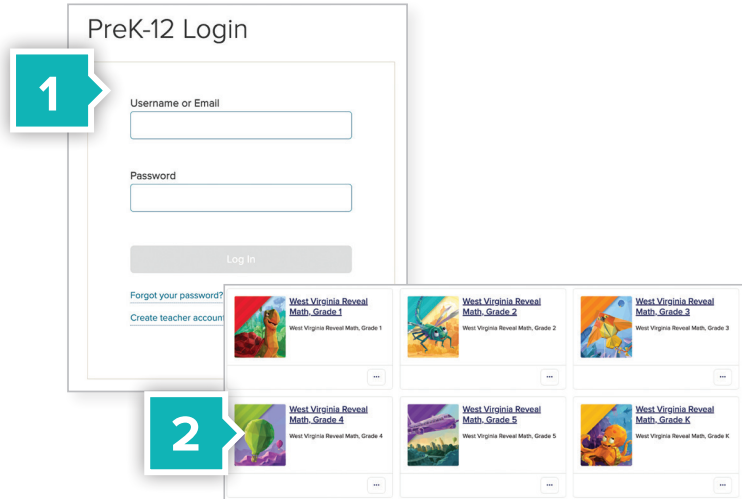 PreK-12 Login
1
Username or Email
Password
Log In
Forgot your password?
Create teacher account
West Virginia Reveal
Math, Grade 1
West Virginia Reveal Math, Grade 1
...
West Virginia Reveal
Math, Grade 2
West Virginia Reveal Math, Grade 2
...
West Virginia Reveal
Math, Grade 3
West Virginia Reveal Math, Grade 3
...
2
West Virginia Reveal
Math, Grade 4
West Virginia Reveal Math, Grade 4
...
West Virginia Reveal
Math, Grade 5
West Virginia Reveal Math, Grade 5
...
West Virginia Reveal
Math, Grade K
West Virginia Reveal Math, Grade K
...